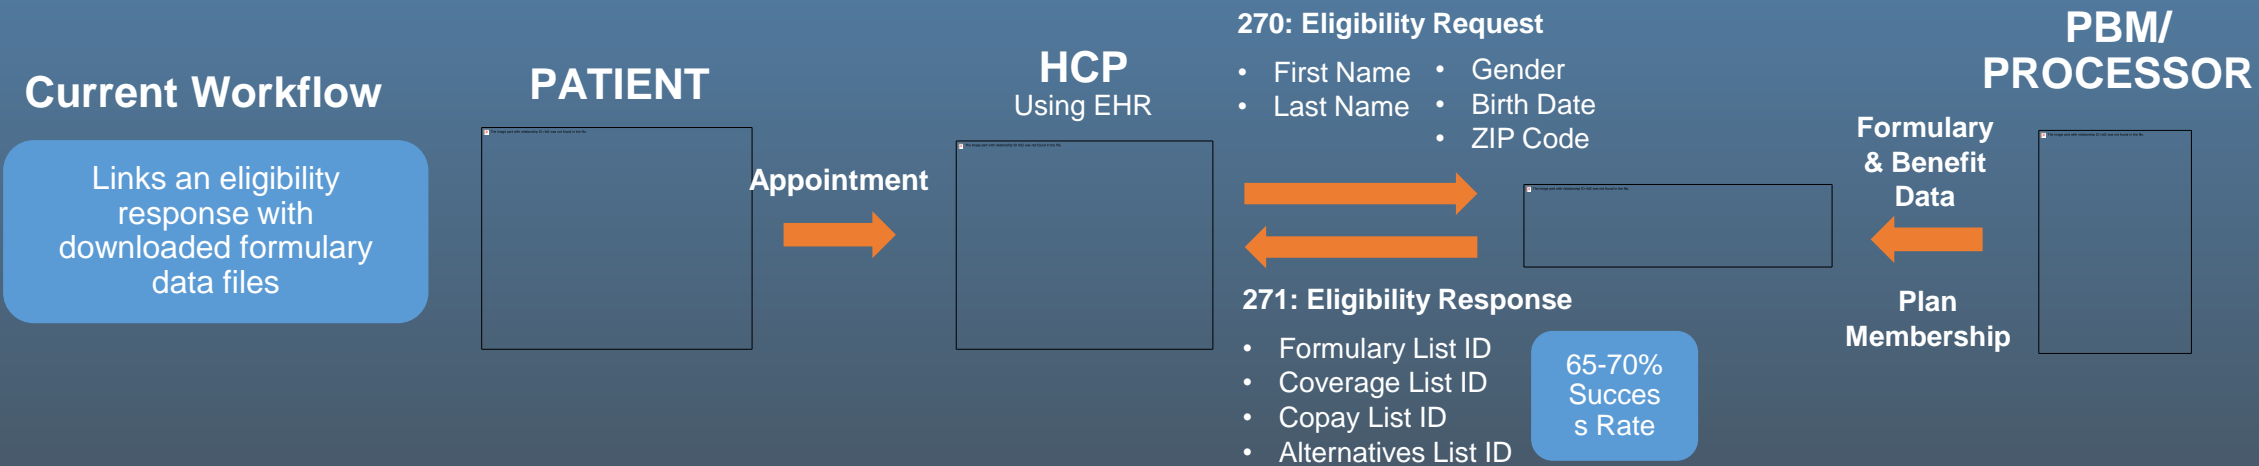 Current Workflow
Links an eligibility
response with
downloaded formulary
data files
PATIENT
Appointment
HCP
Using EHR
270: Eligibility Request
• First Name
• Last Name
• Gender
• Birth Date
• ZIP Code
271: Eligibility Response
• Formulary List ID
• Coverage List ID
• Copay List ID
• Alternatives List ID
65-70%
Succes
s Rate
Formulary
& Benefit
Data
Plan
Membership
PBM/
PROCESSOR